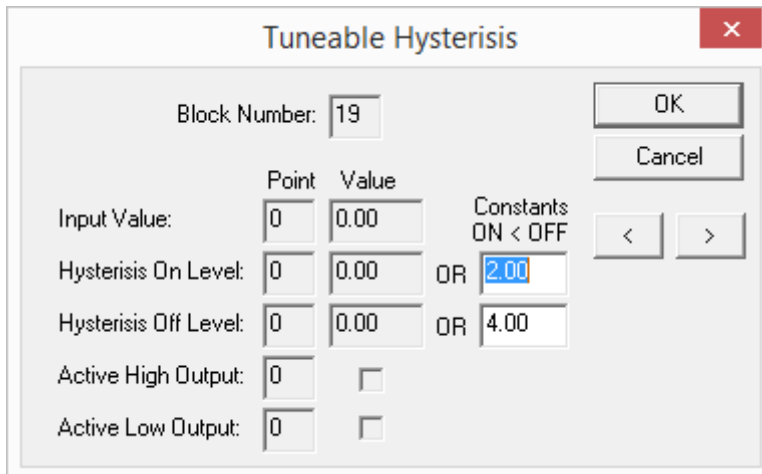 Tuneable Hysterisis
×
Block Number: 19
OK
Cancel
Point Value
Constants
ON < OFF
< >
Input Value: 0 0.00
Hysterisis On Level: 0 0.00 OR 2.00
Hysterisis Off Level: 0 0.00 OR 4.00
Active High Output: 0
Active Low Output: 0